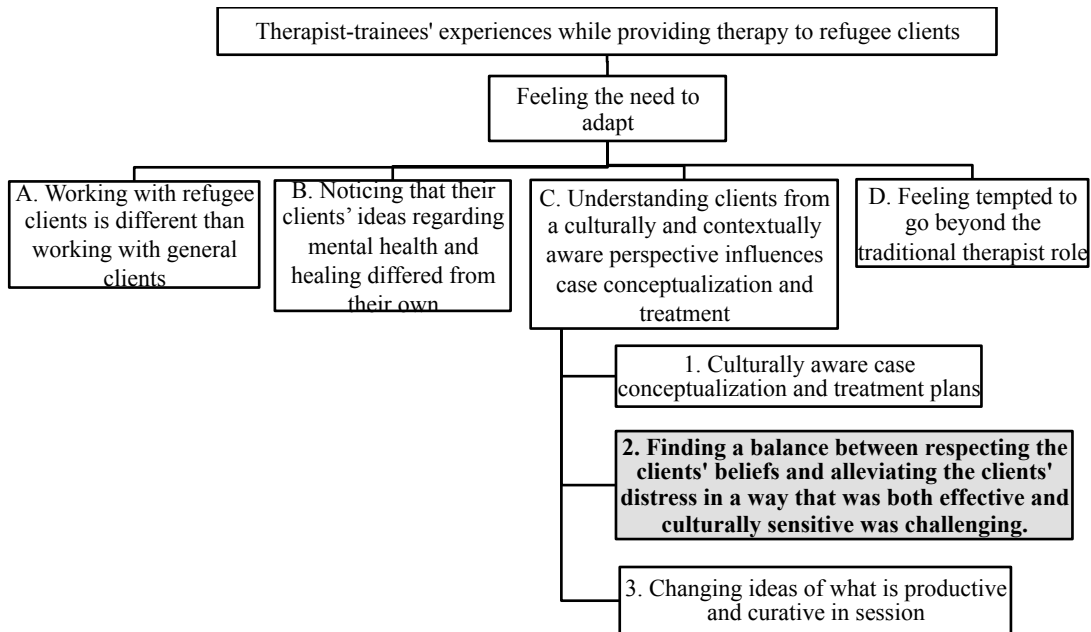 Therapist-trainees' experiences while providing therapy to refugee clients
Feeling the need to
adapt
A. Working with refugee
clients is different than
working with general
clients
B. Noticing that their
clients’ ideas regarding
mental health and
healing differed from
their own
C. Understanding clients from
a culturally and contextually
aware perspective influences
case conceptualization and
treatment
D. Feeling tempted to
go beyond the
traditional therapist role
1. Culturally aware case
conceptualization and treatment plans
2. Finding a balance between respecting the
clients' beliefs and alleviating the clients'
distress in a way that was both effective and
culturally sensitive was challenging.
3. Changing ideas of what is productive
and curative in session